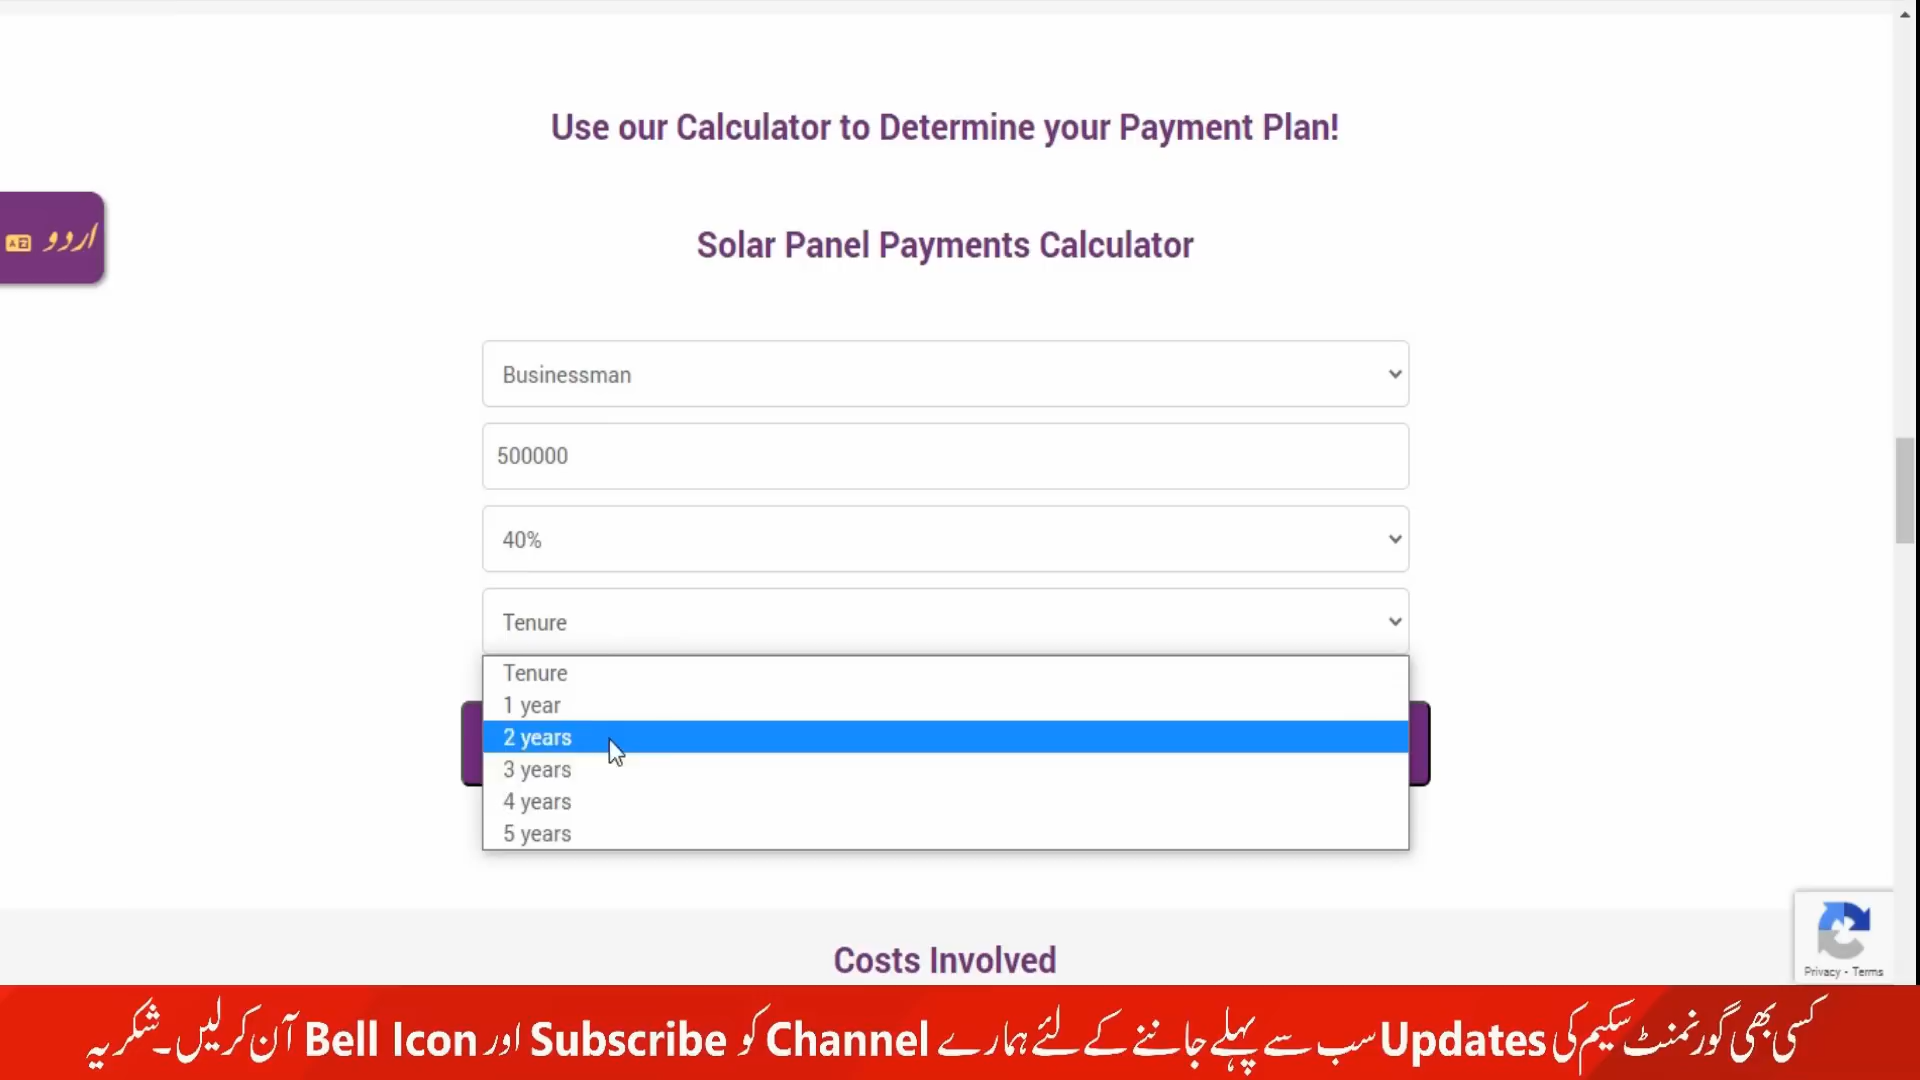 Use our Calculator to Determine your Payment Plan!
اردو
Solar Panel Payments Calculator
Businessman
500000
40%
Tenure
Tenure
1 year
2 years
3 years
4 years
5 years
Costs Involved
Privacy - Terms
کسی بھی گورنمنٹ سکیم کی Updates سب سے پہلے جاننے کے لئے ہمارے Channel کو Subscribe اور Bell Icon آن کر لیں۔ شکریہ